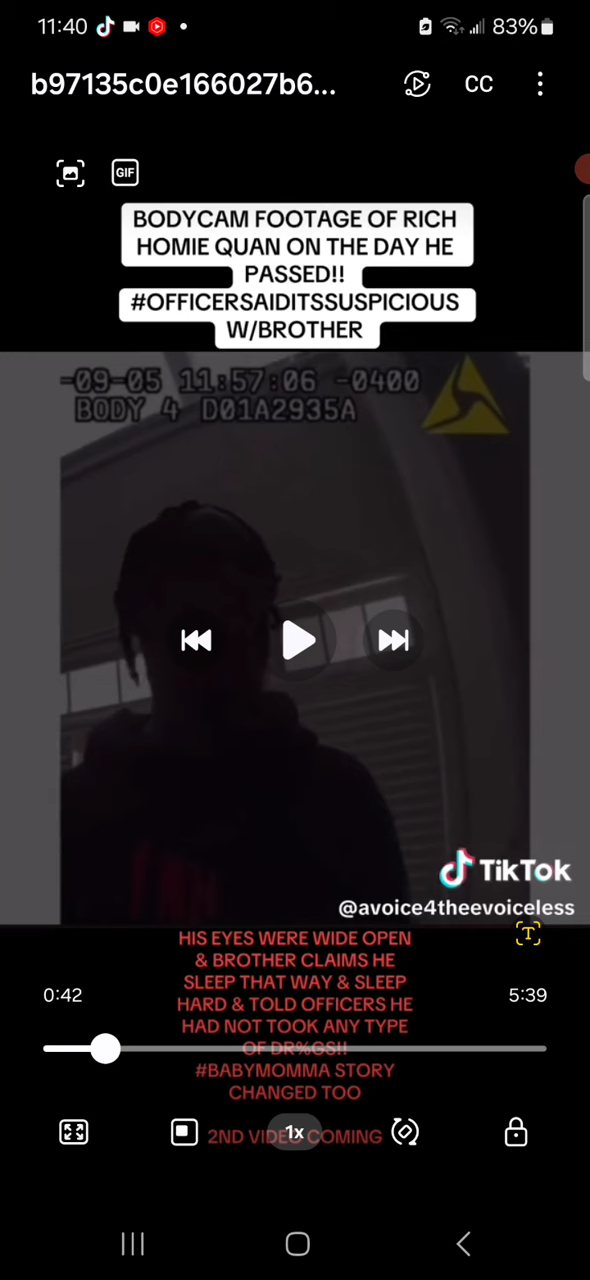 11:40
83%
b97135c0e166027b6...
CC
GIF
BODYCAM FOOTAGE OF RICH
HOMIE QUAN ON THE DAY HE
PASSED!!
#OFFICERSAIDITSSUSPICIOUS
W/BROTHER
-09-05 11:57:06 -0400
BODY 4 D01A2935A
TikTok
@avoice4theevoiceless
T
HIS EYES WERE WIDE OPEN
& BROTHER CLAIMS HE
SLEEP THAT WAY & SLEEP
HARD & TOLD OFFICERS HE
HAD NOT TOOK ANY TYPE
OF DR%GS!!
#BABYMOMMA STORY
CHANGED TOO
0:42
5:39
2ND VIDEO COMING
1x